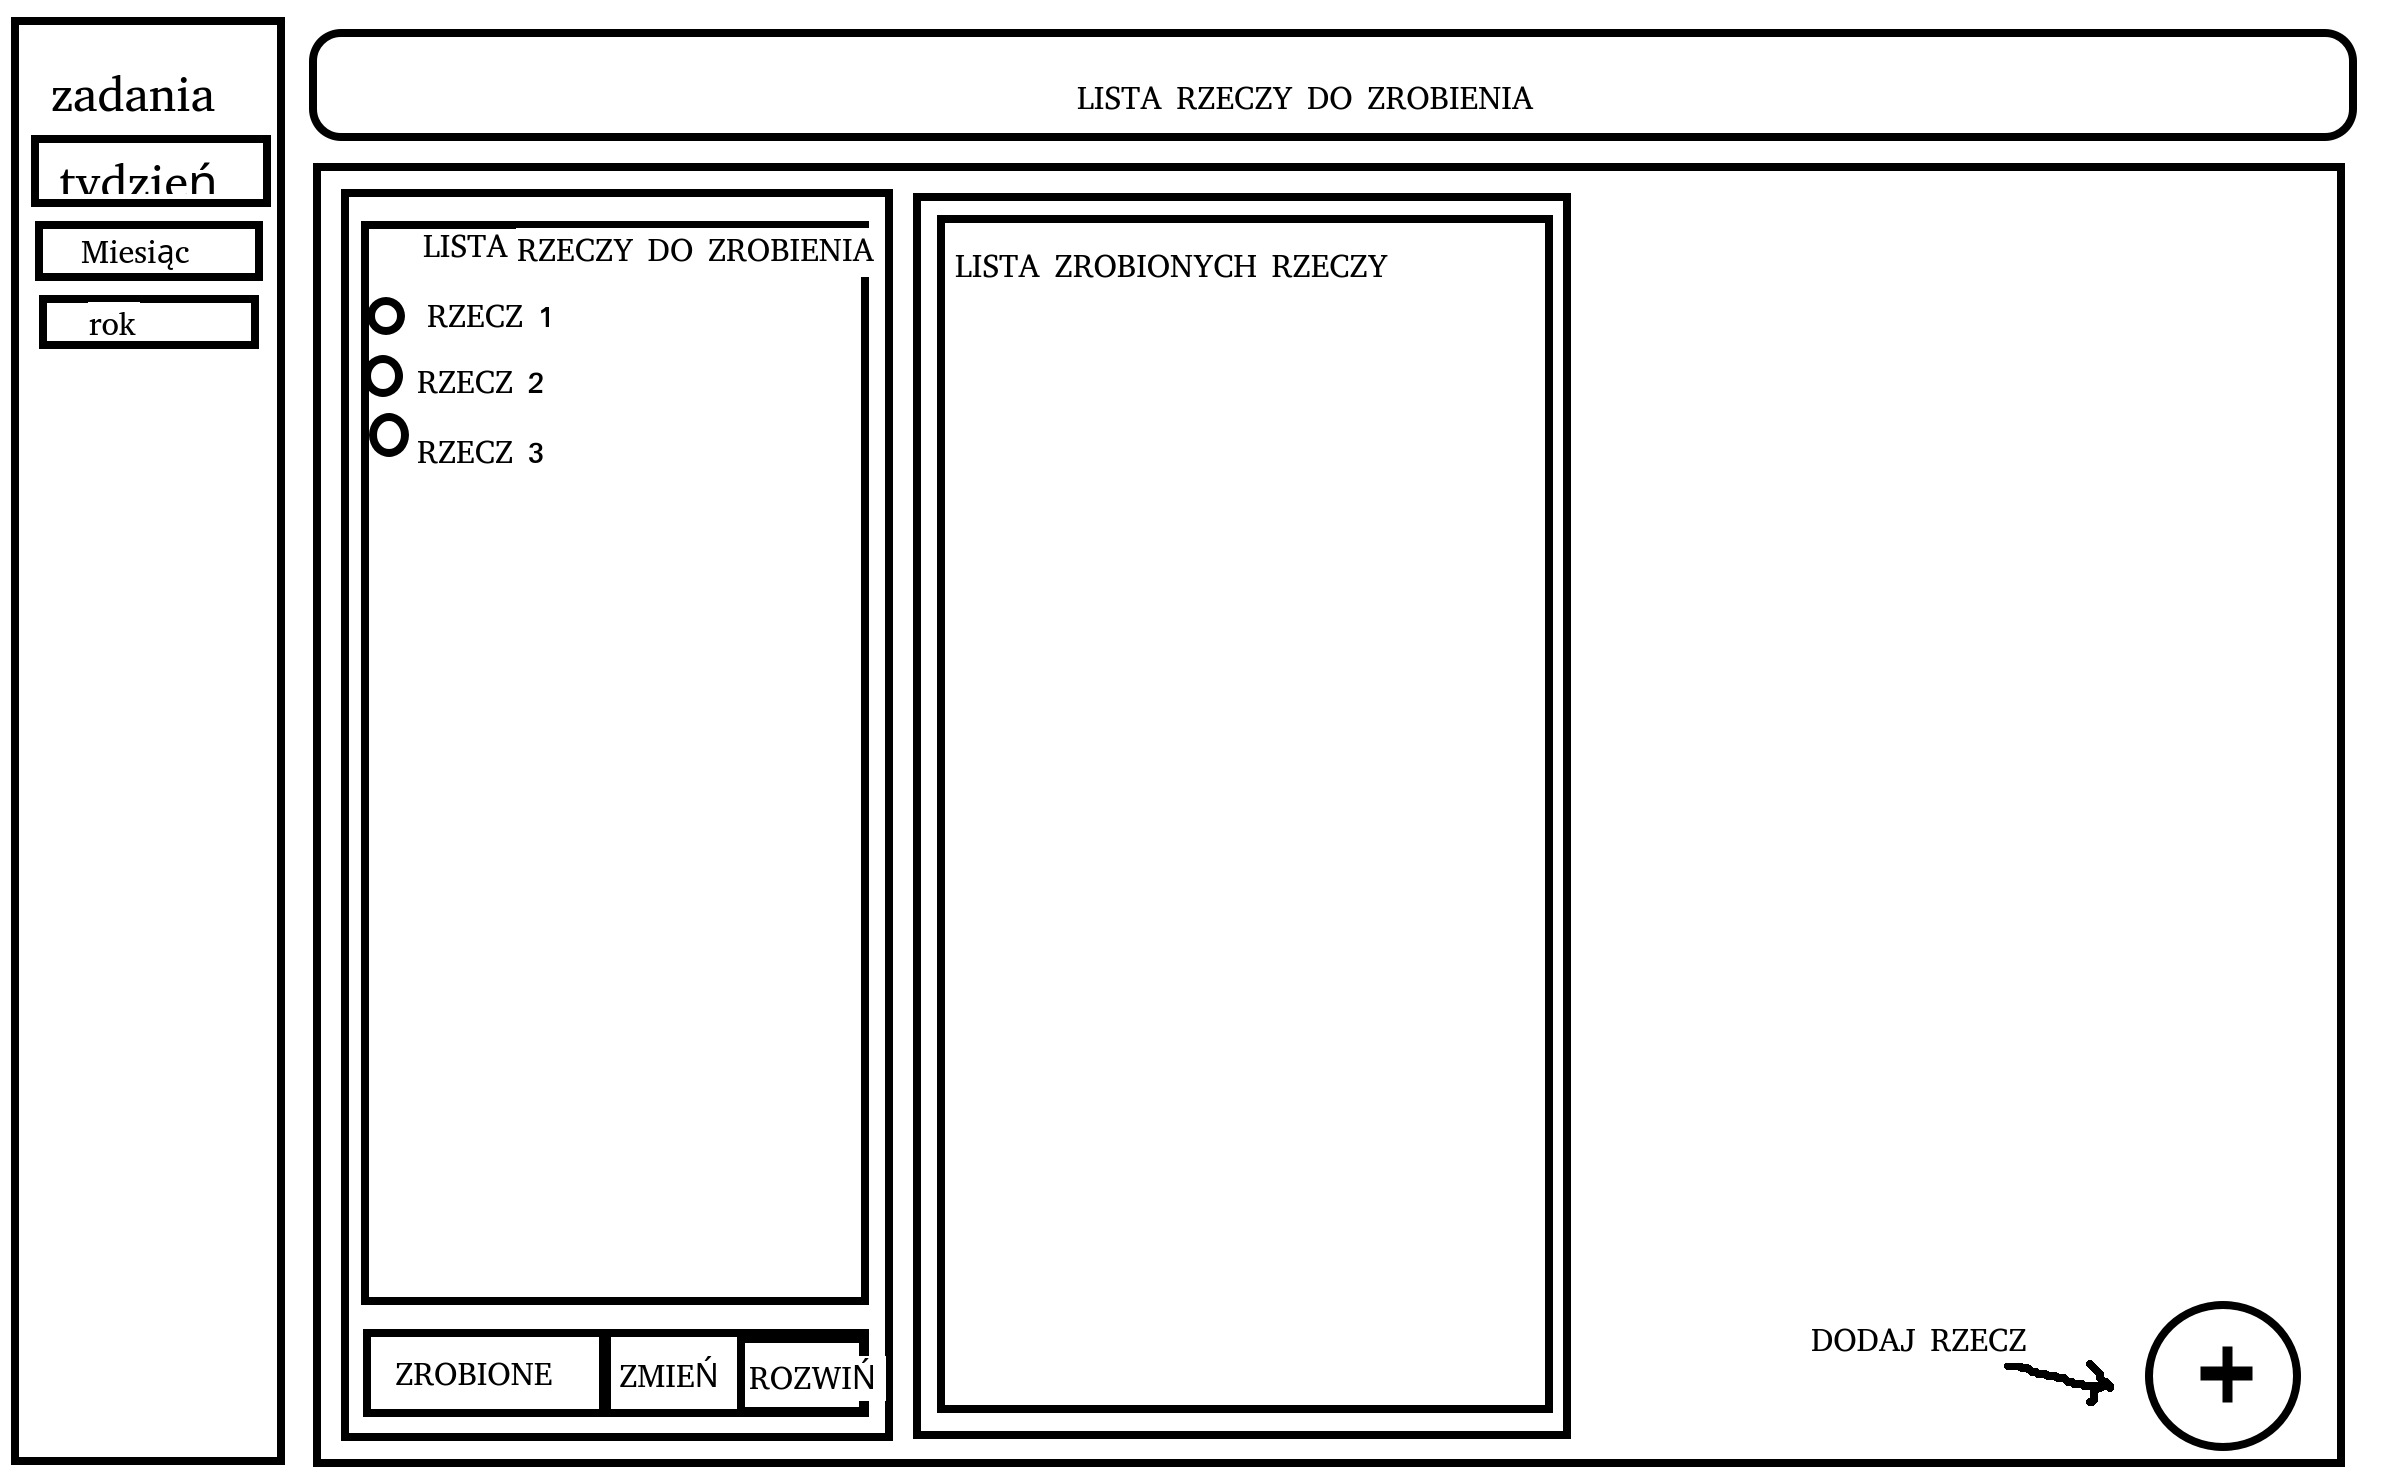 zadania
tydzień
Miesiąc
rok
LISTA RZECZY DO ZROBIENIA
LISTA RZECZY DO ZROBIENIA
RZECZ 1
RZECZ 2
RZECZ 3
ZROBIONE
ZMIEŃ
ROZWIŃ
LISTA ZROBIONYCH RZECZY
DODAJ RZECZ
+